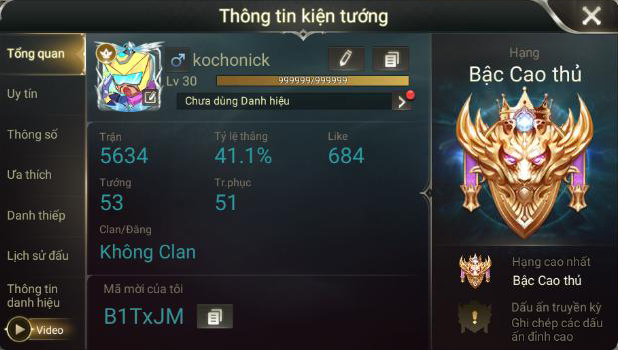 Thông tin kiện tướng
Tổng quan
Uy tín
Thông số
Ưa thích
Danh thiếp
Lịch sử đấu
Thông tin
danh hiệu
Video
kochonick
Lv 30
999999/999999
Chưa dùng Danh hiệu
Trận
Tỷ lệ thắng
Like
5634
41.1%
684
Tướng
Tr.phục
53
51
Clan/Đảng
Không Clan
Mã mời của tôi
B1TxJM
Hạng
Bậc Cao thủ
Hạng cao nhất
Bậc Cao thủ
Dấu ấn truyền kỳ
Ghi chép các dấu
ấn đỉnh cao